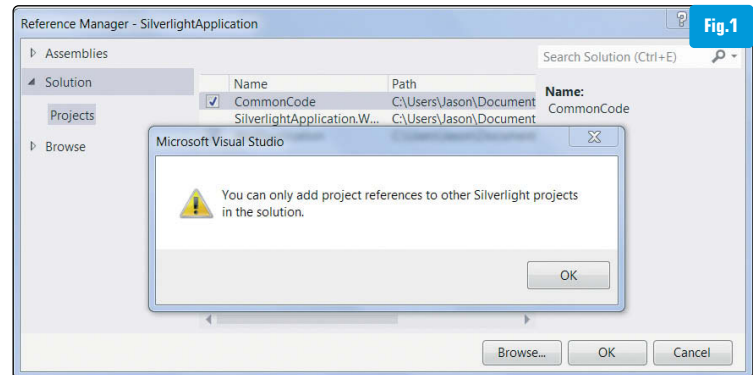 Reference Manager - SilverlightApplication
Fig.1
Assemblies
Search Solution (Ctrl+E)
Solution
Name Path
Name:
CommonCode C:\Users\Jason\Document
CommonCode
Projects
SilverlightApplication.W... C:\Users\Jason\Document
Browse
Microsoft Visual Studio
You can only add project references to other Silverlight projects
in the solution.
OK
Browse... OK Cancel